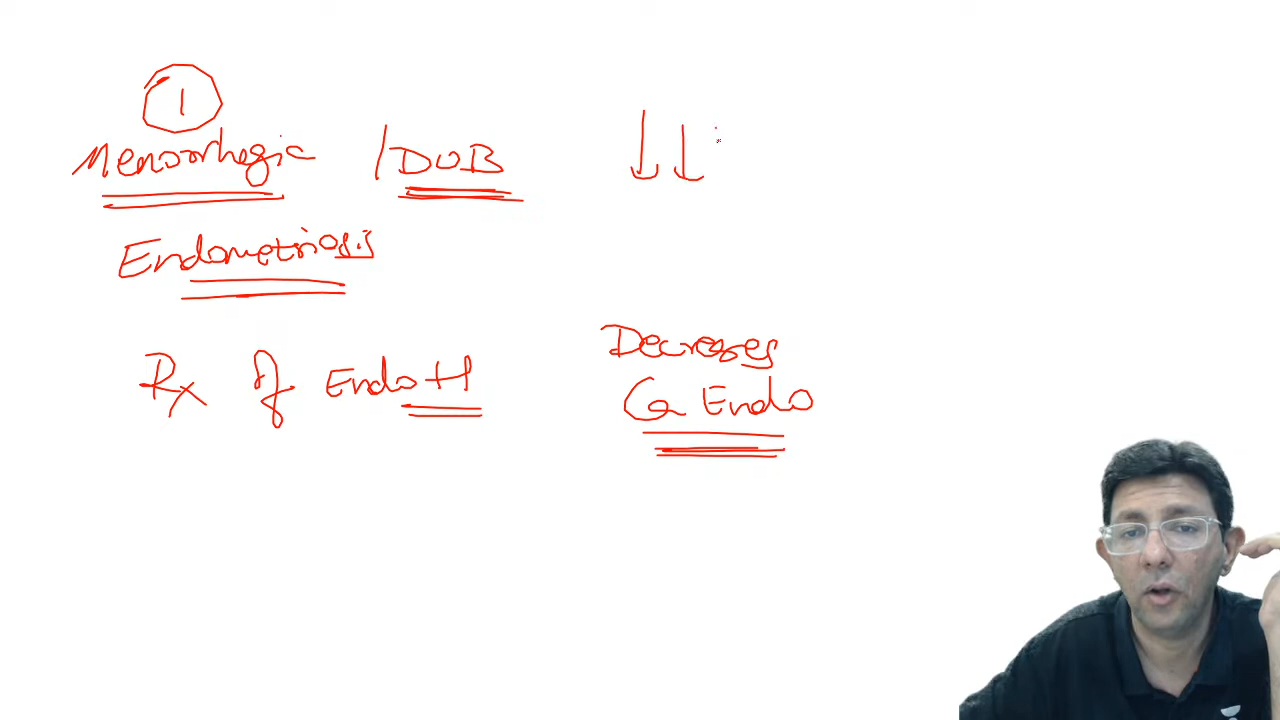 1
Menorrhagia / DUB ↓↓
Endometriosis
Rx of Endo H
Decreases
Ca Endo